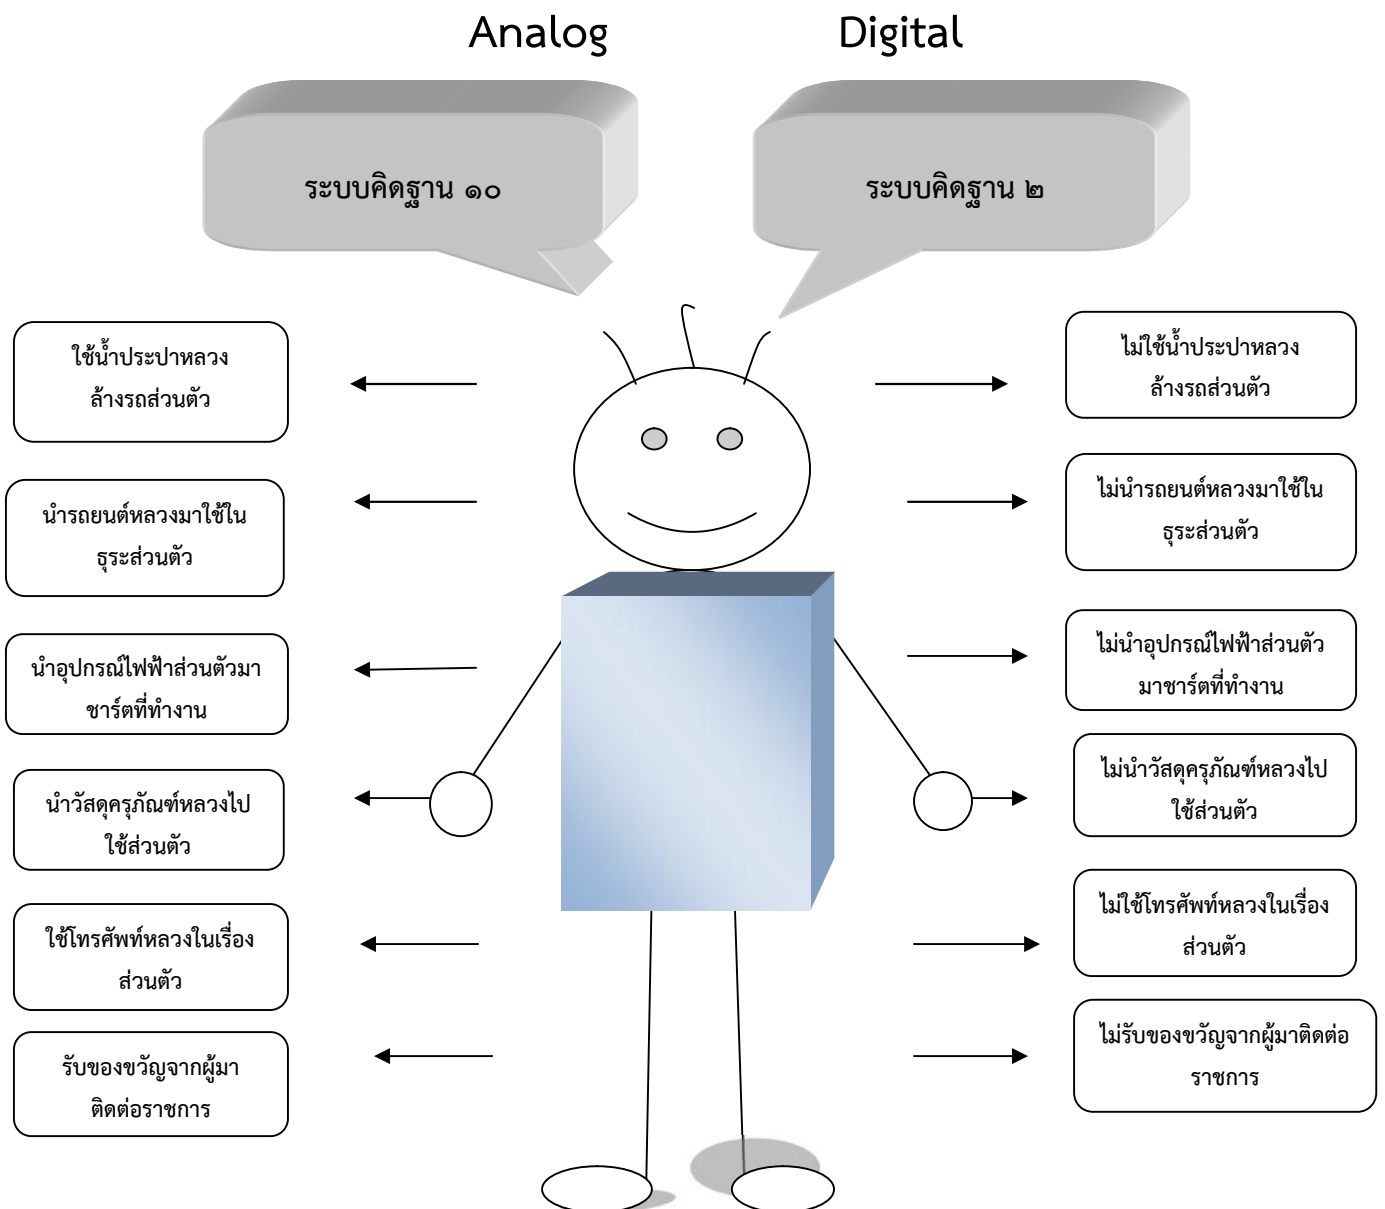 Analog
Digital
ระบบคิดฐาน ๑๐
ระบบคิดฐาน ๒
ใช้น้ำประปาหลวง
ล้างรถส่วนตัว
ไม่ใช้น้ำประปาหลวง
ล้างรถส่วนตัว
นำรถยนต์หลวงมาใช้ใน
ธุระส่วนตัว
ไม่นำรถยนต์หลวงมาใช้ใน
ธุระส่วนตัว
นำอุปกรณ์ไฟฟ้าส่วนตัวมา
ชาร์ตที่ทำงาน
ไม่นำอุปกรณ์ไฟฟ้าส่วนตัว
มาชาร์ตที่ทำงาน
นำวัสดุครุภัณฑ์หลวงไป
ใช้ส่วนตัว
ไม่นำวัสดุครุภัณฑ์หลวงไป
ใช้ส่วนตัว
ใช้โทรศัพท์หลวงในเรื่อง
ส่วนตัว
ไม่ใช้โทรศัพท์หลวงในเรื่อง
ส่วนตัว
รับของขวัญจากผู้มา
ติดต่อราชการ
ไม่รับของขวัญจากผู้มาติดต่อ
ราชการ